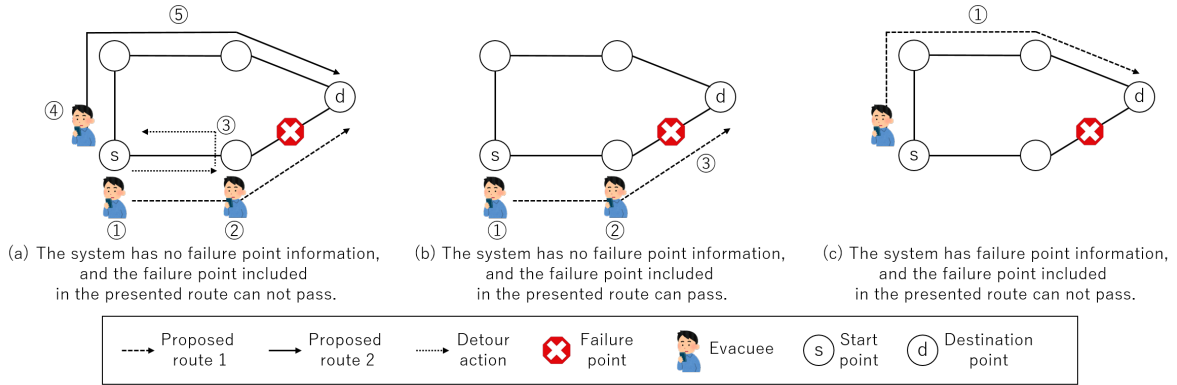 ⑤
④
③
s
d
①
②
(a) The system has no failure point information,
and the failure point included
in the presented route can not pass.
s
d
③
①
②
(b) The system has no failure point information,
and the failure point included
in the presented route can pass.
①
s
d
(c) The system has failure point information,
and the failure point included
in the presented route can not pass.
Proposed
route 1
Proposed
route 2
Detour
action
Failure
point
Evacuee
s
Start
point
d
Destination
point